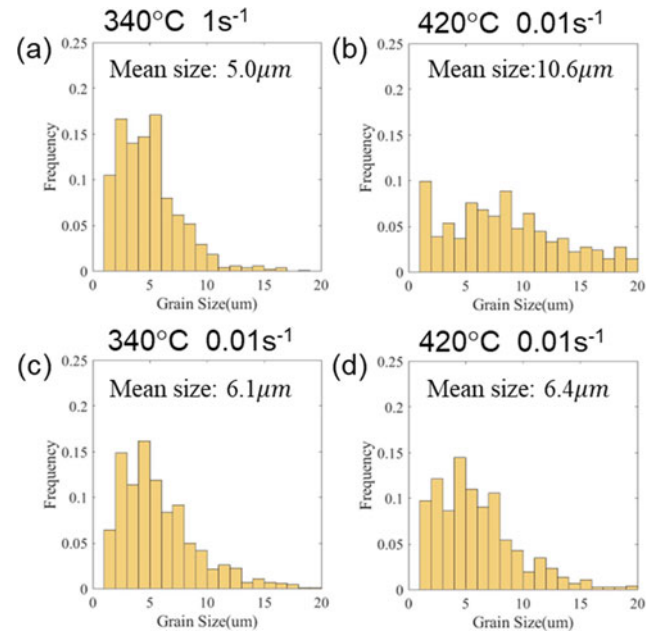 (a) 340°C 1s⁻¹
Mean size: 5.0μm
Frequency
0.25
0.2
0.15
0.1
0.05
0
0 5 10 15 20
Grain Size(um)
(b) 420°C 0.01s⁻¹
Mean size:10.6μm
Frequency
0.25
0.2
0.15
0.1
0.05
0
0 5 10 15 20
Grain Size(um)
(c) 340°C 0.01s⁻¹
Mean size: 6.1μm
Frequency
0.25
0.2
0.15
0.1
0.05
0
0 5 10 15 20
Grain Size(um)
(d) 420°C 0.01s⁻¹
Mean size: 6.4μm
Frequency
0.25
0.2
0.15
0.1
0.05
0
0 5 10 15 20
Grain Size(um)